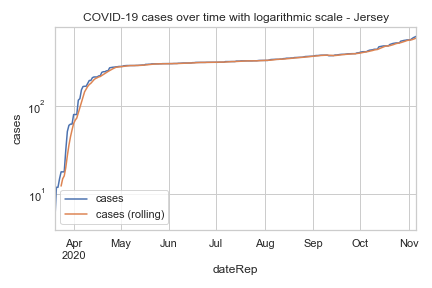 COVID-19 cases over time with logarithmic scale - Jersey
cases
10²
10¹
cases
cases (rolling)
Apr May Jun Jul Aug Sep Oct Nov
2020
dateRep